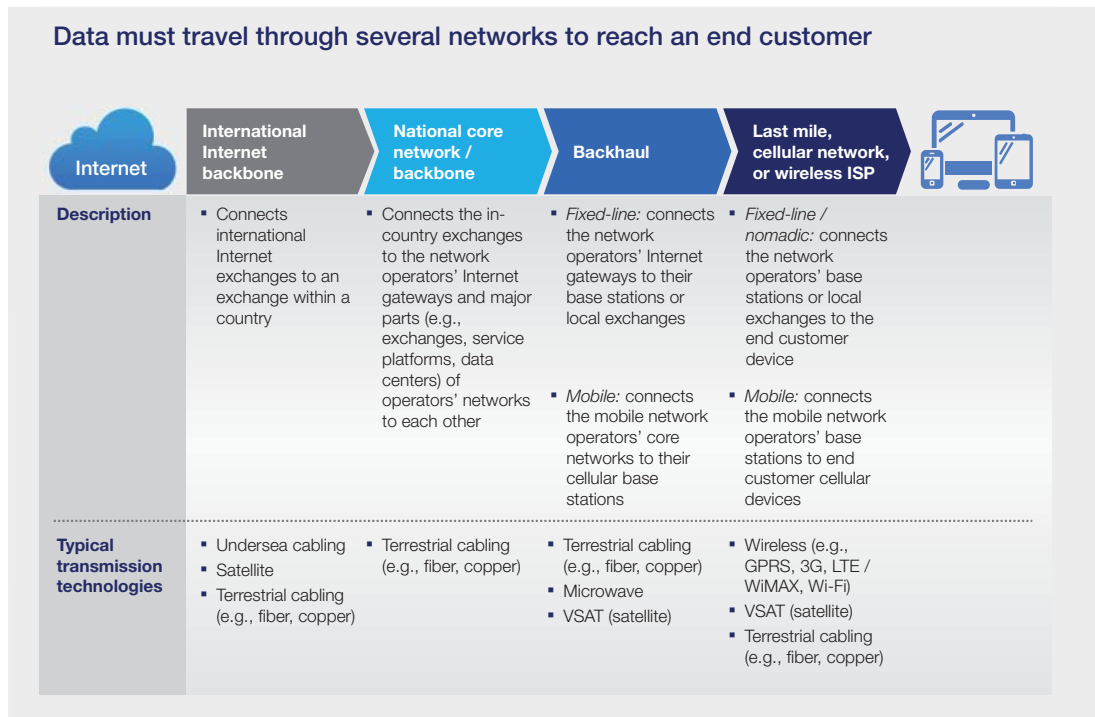 Data must travel through several networks to reach an end customer
Internet
International
Internet
backbone
National core
network /
backbone
Backhaul
Last mile,
cellular network,
or wireless ISP
Description
▪ Connects
international
Internet
exchanges to an
exchange within a
country
▪ Connects the in-
country exchanges
to the network
operators' Internet
gateways and major
parts (e.g.,
exchanges, service
platforms, data
centers) of
operators' networks
to each other
▪ Fixed-line: connects
the network
operators' Internet
gateways to their
base stations or
local exchanges
▪ Mobile: connects
the mobile network
operators' core
networks to their
cellular base
stations
▪ Fixed-line /
nomadic: connects
the network
operators' base
stations or local
exchanges to the
end customer
device
▪ Mobile: connects
the mobile network
operators' base
stations to end
customer cellular
devices
Typical
transmission
technologies
▪ Undersea cabling
▪ Satellite
▪ Terrestrial cabling
(e.g., fiber, copper)
▪ Terrestrial cabling
(e.g., fiber, copper)
▪ Terrestrial cabling
(e.g., fiber, copper)
▪ Microwave
▪ VSAT (satellite)
▪ Wireless (e.g.,
GPRS, 3G, LTE /
WiMAX, Wi-Fi)
▪ VSAT (satellite)
▪ Terrestrial cabling
(e.g., fiber, copper)